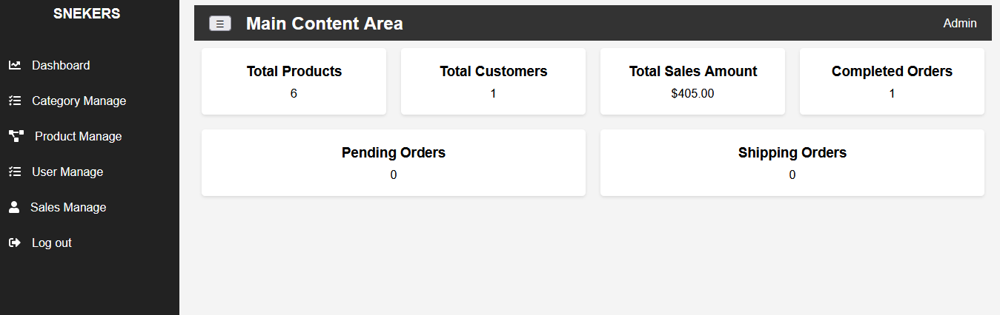 SNEKERS
Dashboard
Category Manage
Product Manage
User Manage
Sales Manage
Log out
☰ Main Content Area Admin
Total Products
6
Total Customers
1
Total Sales Amount
$405.00
Completed Orders
1
Pending Orders
0
Shipping Orders
0